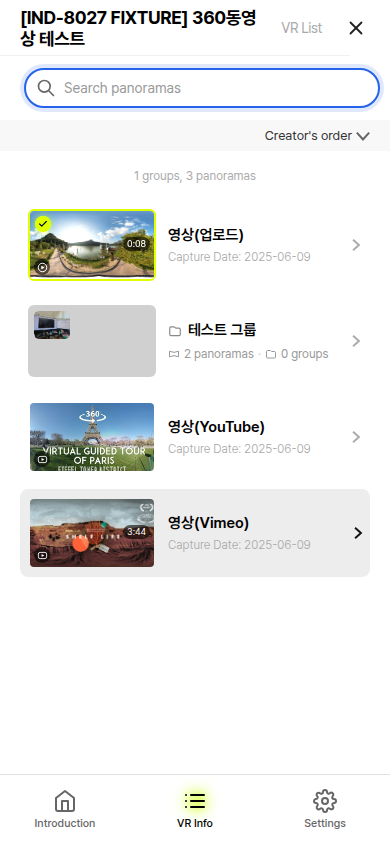 [IND-8027 FIXTURE] 360동영
상 테스트
VR List
Search panoramas
Creator's order
1 groups, 3 panoramas
0:08
영상(업로드)
Capture Date: 2025-06-09
테스트 그룹
2 panoramas · 0 groups
360
VIRTUAL GUIDED TOUR
OF PARIS
EIFFEL TOWER DISTRICT
영상(YouTube)
Capture Date: 2025-06-09
3:44
영상(Vimeo)
Capture Date: 2025-06-09
Introduction
VR Info
Settings